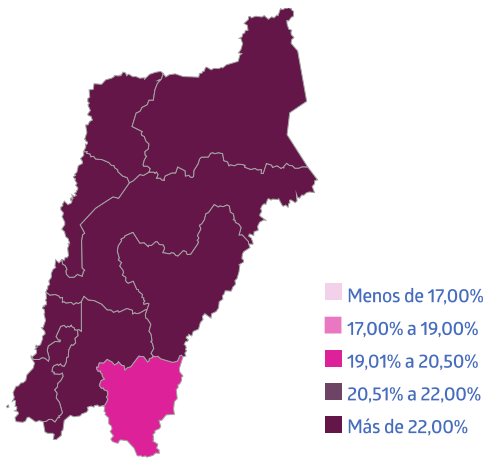 Menos de 17,00%
17,00% a 19,00%
19,01% a 20,50%
20,51% a 22,00%
Más de 22,00%